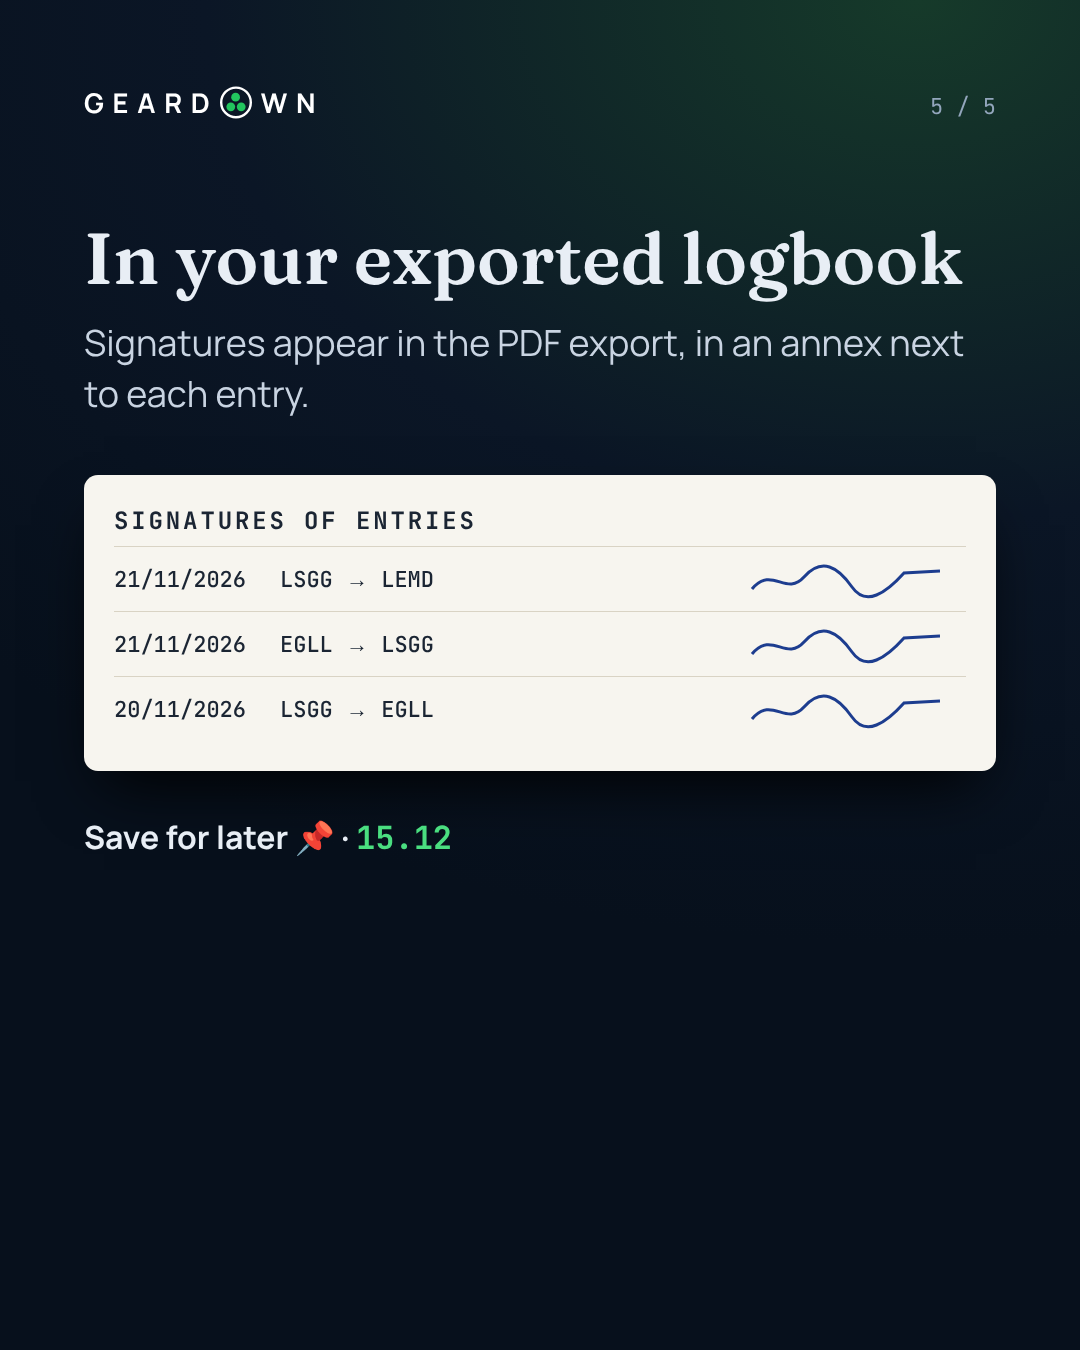 GEARDOWN
5 / 5
In your exported logbook
Signatures appear in the PDF export, in an annex next
to each entry.
SIGNATURES OF ENTRIES
21/11/2026 LSGG → LEMD
21/11/2026 EGLL → LSGG
20/11/2026 LSGG → EGLL
Save for later 📌 · 15.12